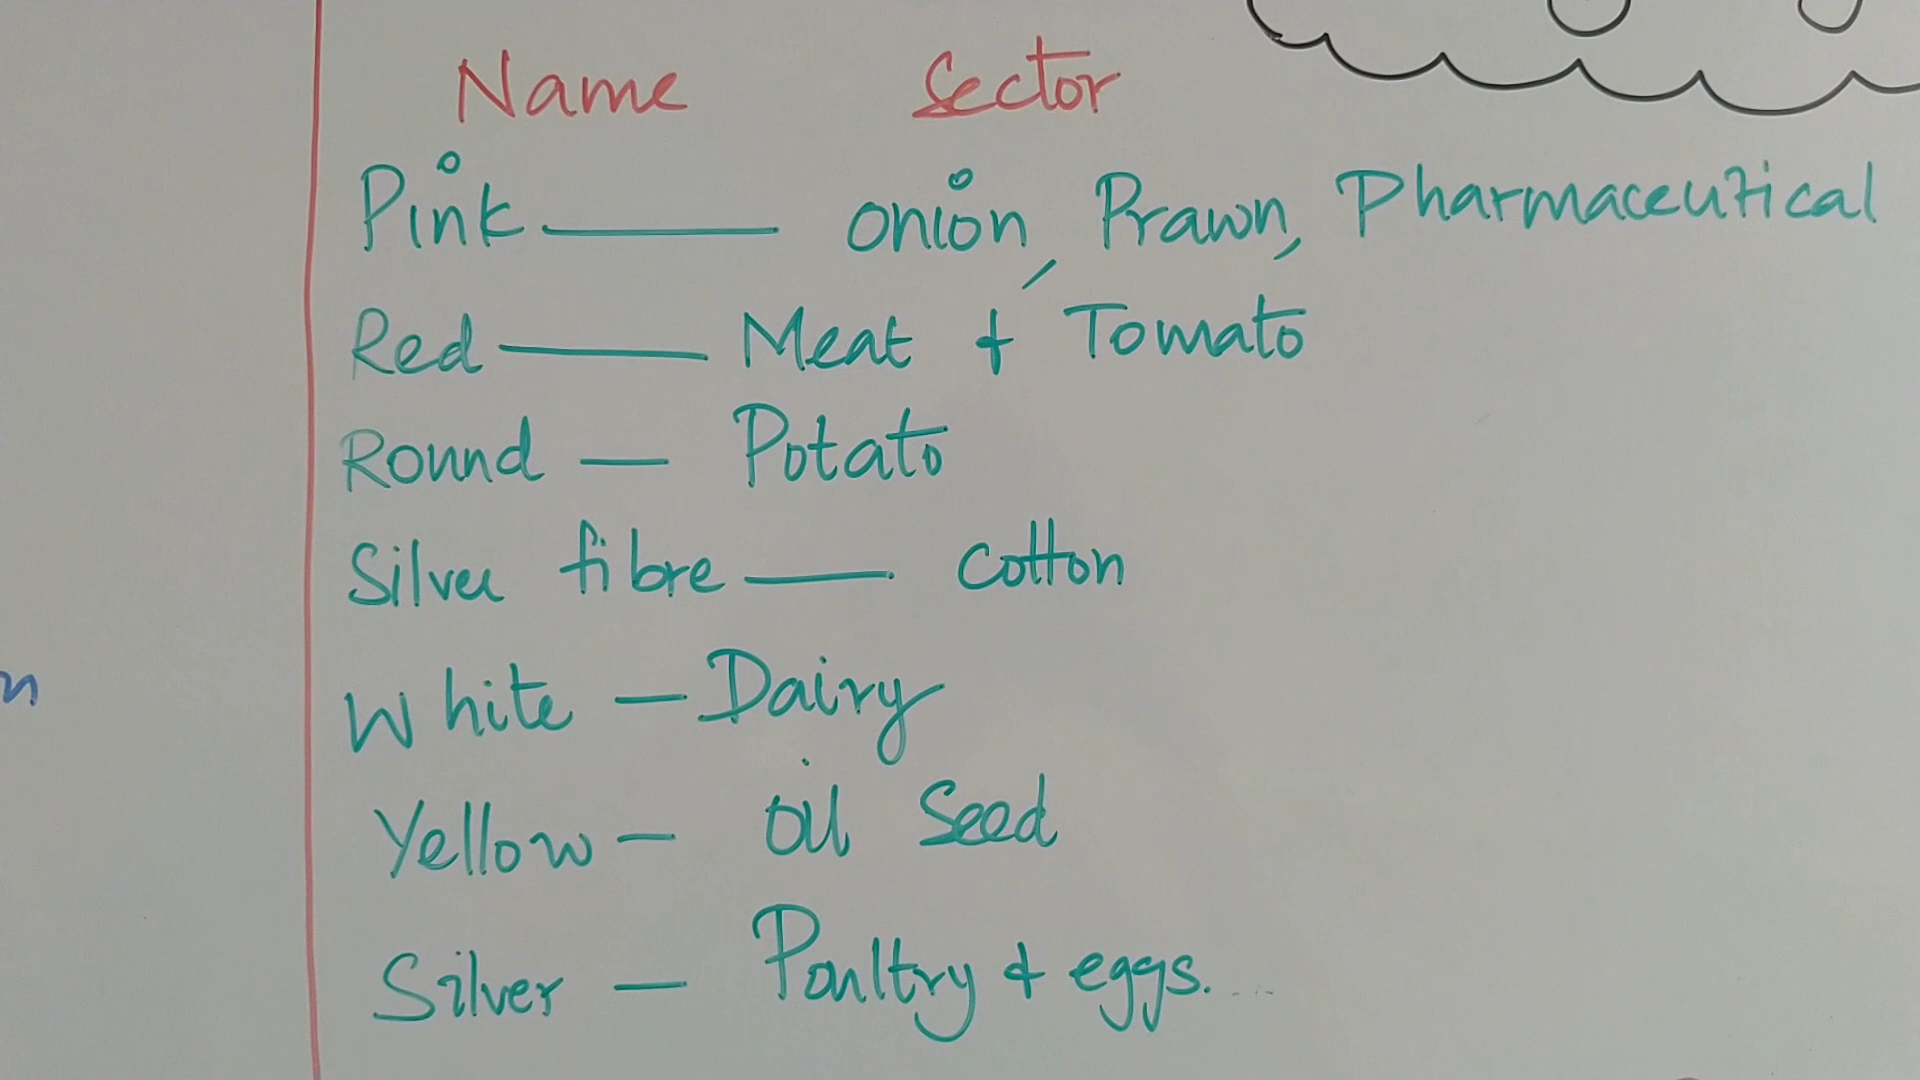 Name Sector
Pink — onion, Prawn, Pharmaceutical
Red — Meat & Tomato
Round — Potato
Silver fibre — cotton
White — Dairy
Yellow — oil Seed
Silver — Poultry & eggs.